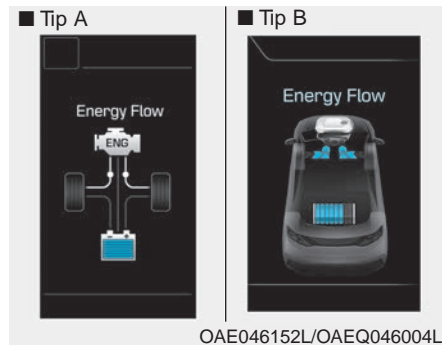 ■ Tip A
■ Tip B
Energy Flow
ENG
Energy Flow
OAE046152L/OAEQ046004L